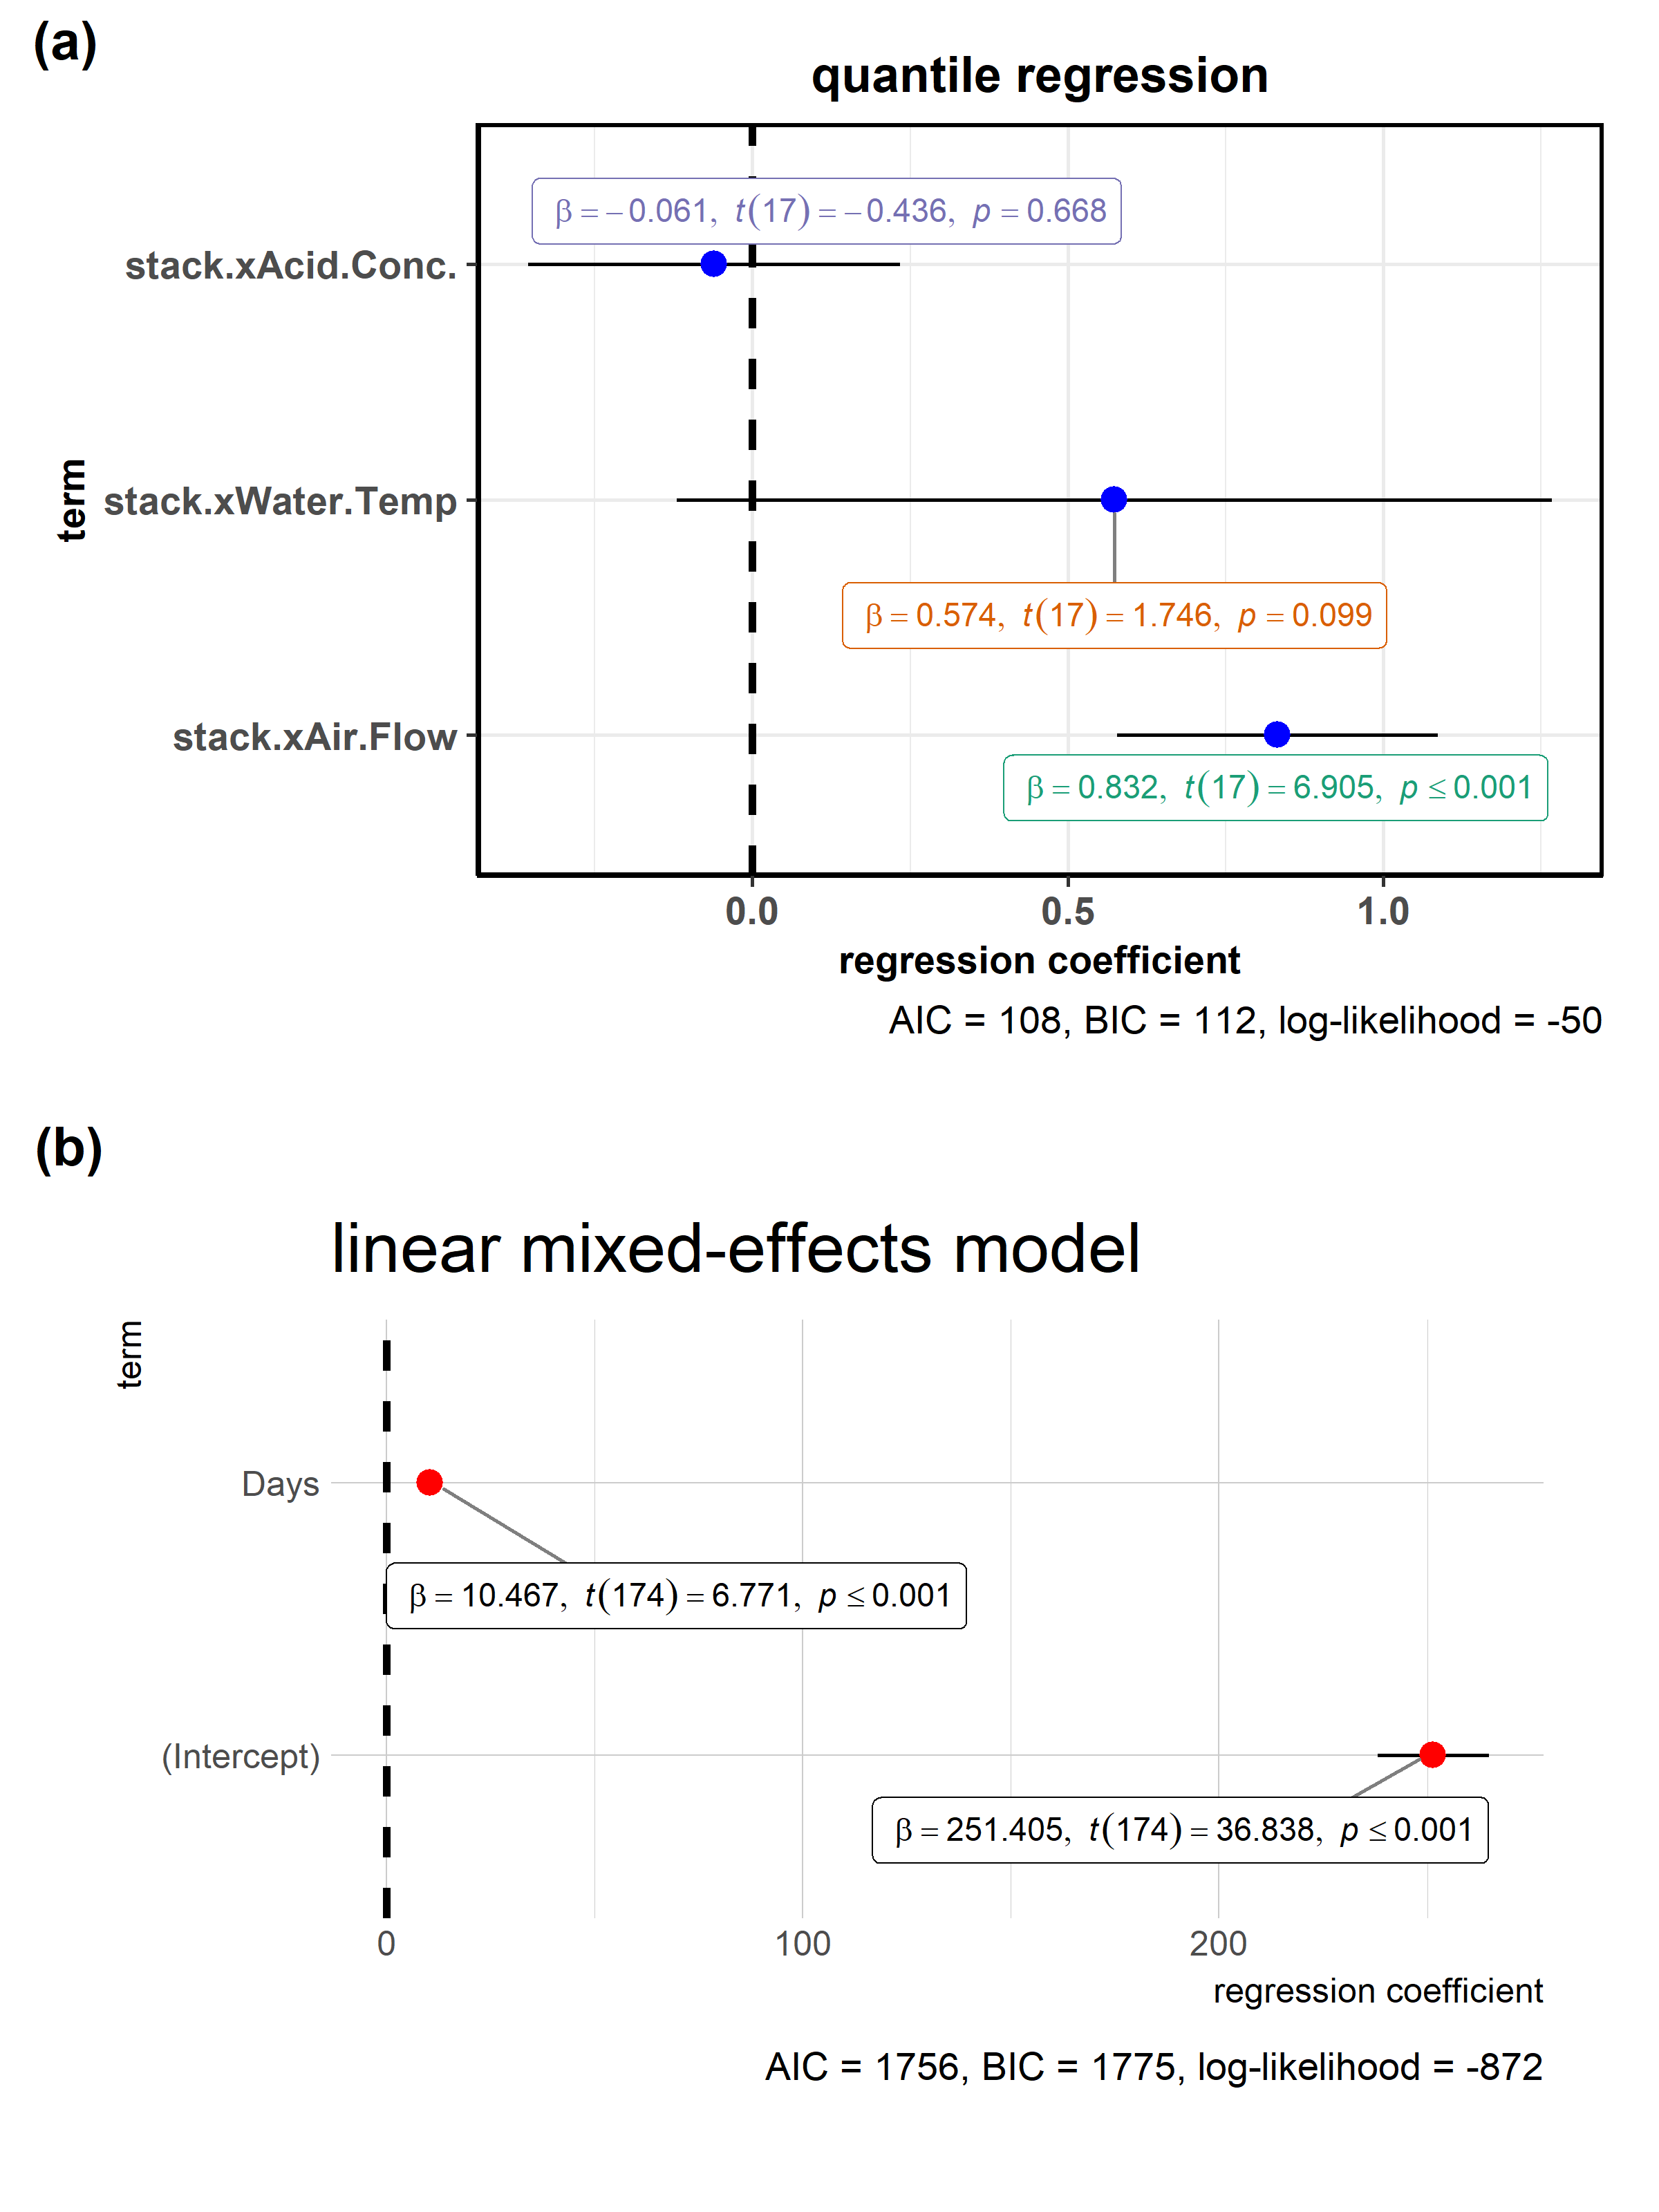 (a)
quantile regression
β = − 0.061, t(17) = − 0.436, p = 0.668
stack.xAcid.Conc.
term
stack.xWater.Temp
β = 0.574, t(17) = 1.746, p = 0.099
stack.xAir.Flow
β = 0.832, t(17) = 6.905, p ≤ 0.001
0.0 0.5 1.0
regression coefficient
AIC = 108, BIC = 112, log-likelihood = -50
(b)
linear mixed-effects model
term
Days
β = 10.467, t(174) = 6.771, p ≤ 0.001
(Intercept)
β = 251.405, t(174) = 36.838, p ≤ 0.001
0 100 200
regression coefficient
AIC = 1756, BIC = 1775, log-likelihood = -872